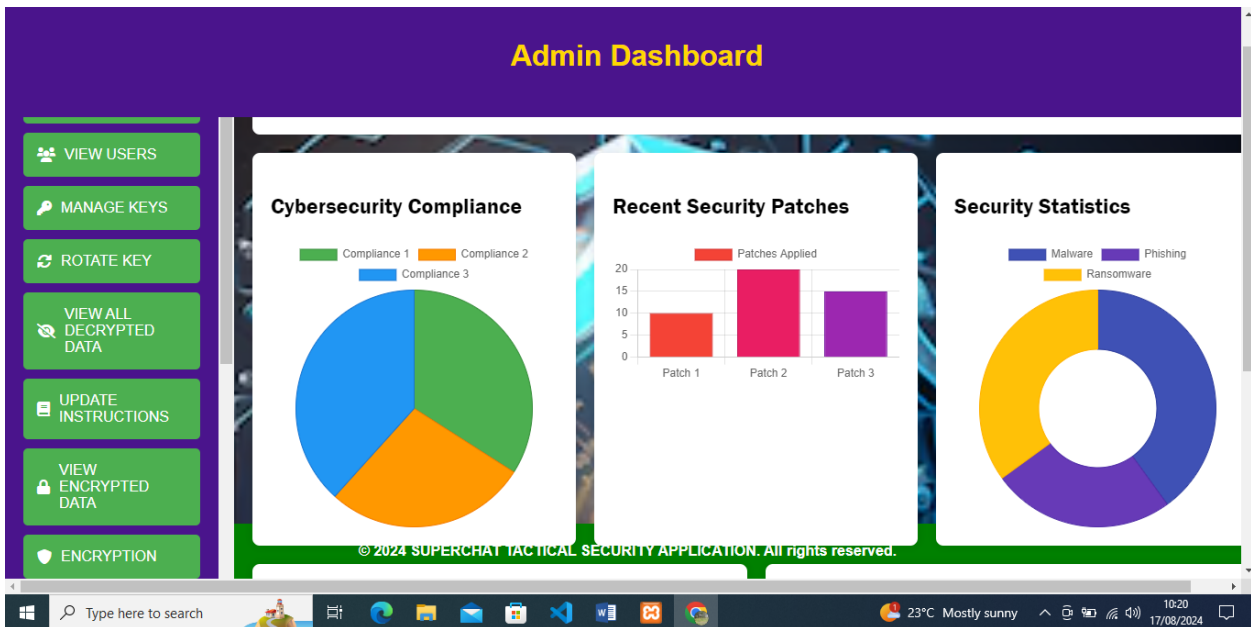 Admin Dashboard
VIEW USERS
MANAGE KEYS
ROTATE KEY
VIEW ALL
DECRYPTED
DATA
UPDATE
INSTRUCTIONS
VIEW
ENCRYPTED
DATA
ENCRYPTION
Cybersecurity Compliance
Compliance 1 Compliance 2
Compliance 3
Recent Security Patches
Patches Applied
20
15
10
5
0
Patch 1 Patch 2 Patch 3
Security Statistics
Malware Phishing
Ransomware
© 2024 SUPERCHAT TACTICAL SECURITY APPLICATION. All rights reserved.
Type here to search
23°C Mostly sunny
10:20
17/08/2024